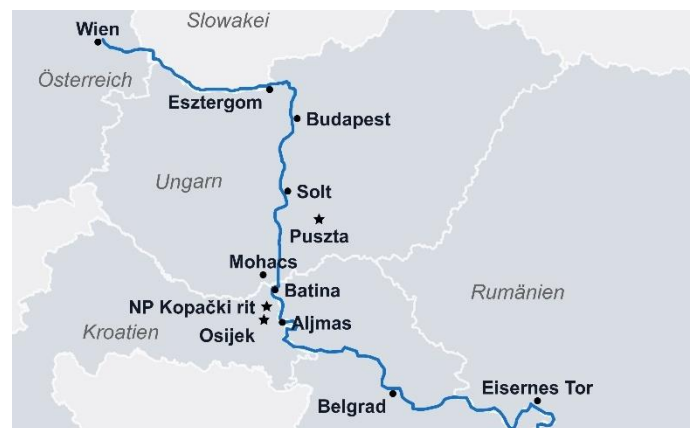 Slowakei
Wien
Österreich
Esztergom
Budapest
Ungarn
Solt
Puszta
Mohacs
Batina
Rumänien
NP Kopački rit
Aljmas
Kroatien
Osijek
Eisernes Tor
Belgrad